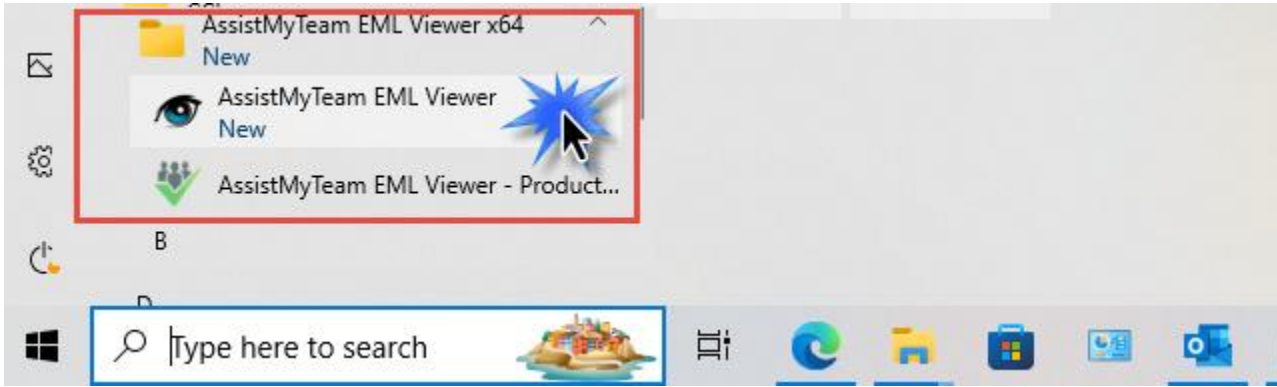 AssistMyTeam EML Viewer x64
New
AssistMyTeam EML Viewer
New
AssistMyTeam EML Viewer - Product...
B
Type here to search